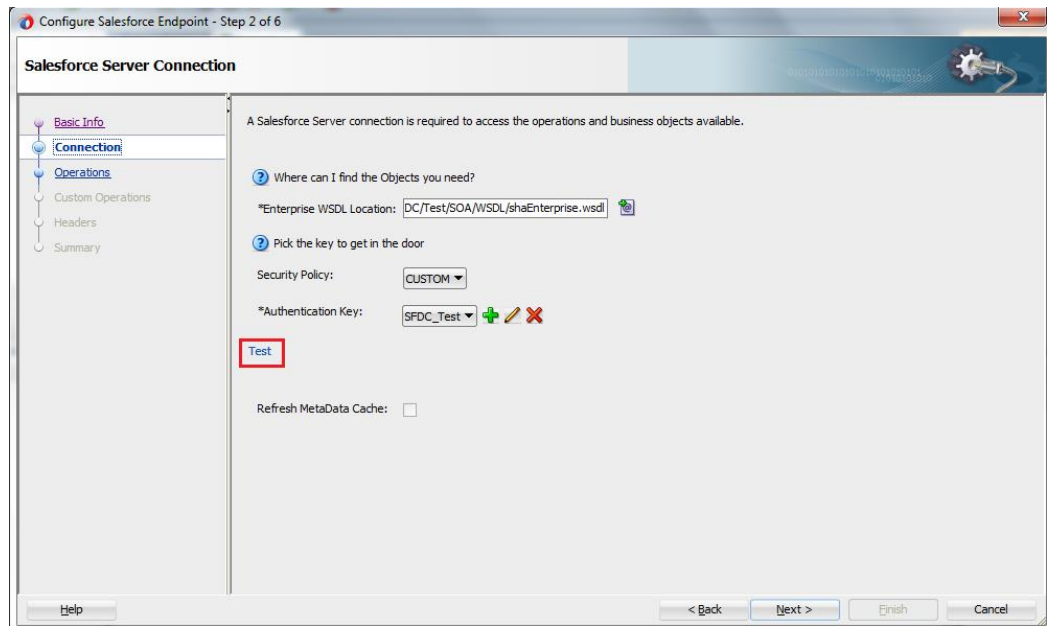 Configure Salesforce Endpoint - Step 2 of 6
Salesforce Server Connection
Basic Info
Connection
Operations
Custom Operations
Headers
Summary
A Salesforce Server connection is required to access the operations and business objects available.
Where can I find the Objects you need?
*Enterprise WSDL Location: DC/Test/SOA/WSDL/shaEnterprise.wsdl
Pick the key to get in the door
Security Policy: CUSTOM
*Authentication Key: SFDC_Test
Test
Refresh MetaData Cache:
Help
< Back Next > Finish Cancel